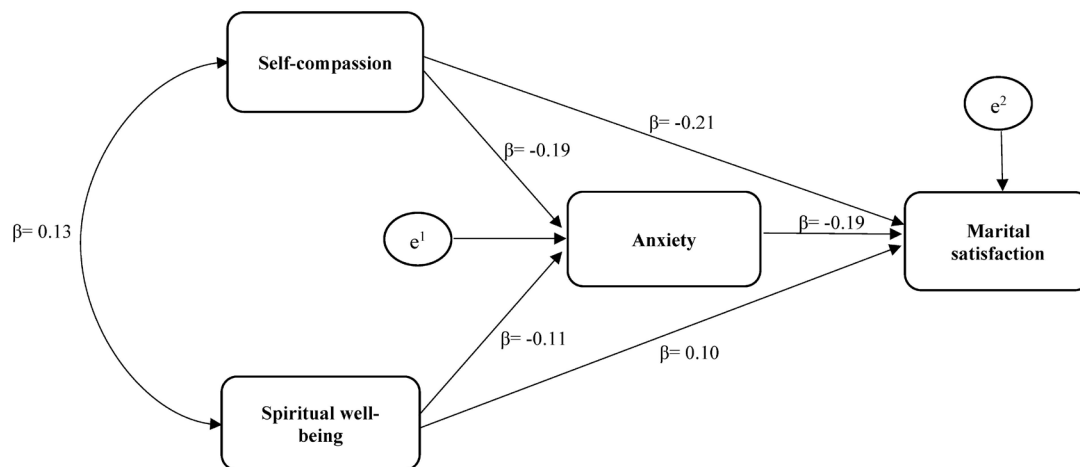 Self-compassion
e²
β= -0.21
β= -0.19
β= 0.13
e¹
Anxiety
β= -0.19
Marital
satisfaction
β= -0.11
β= 0.10
Spiritual well-
being